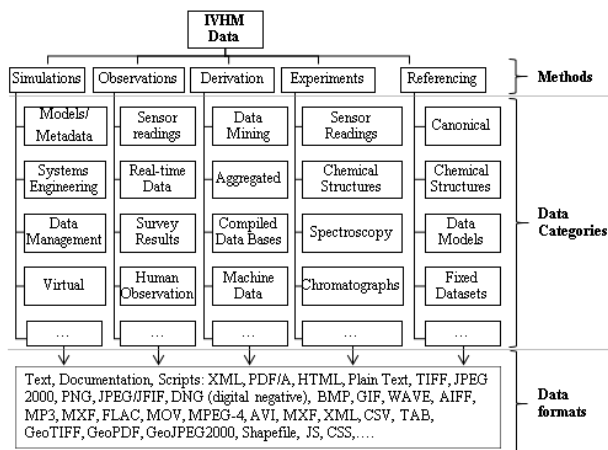 IVHM
Data
Simulations Observations Derivation Experiments Referencing
Methods
Models/
Metadata
Systems
Engineering
Data
Management
Virtual
...
Sensor
readings
Real-time
Data
Survey
Results
Human
Observation
...
Data
Mining
Aggregated
Compiled
Data Bases
Machine
Data
...
Sensor
Readings
Chemical
Structures
Spectroscopy
Chromatographs
...
Canonical
Chemical
Structures
Data
Models
Fixed
Datasets
...
Data
Categories
Text, Documentation, Scripts: XML, PDF/A, HTML, Plain Text, TIFF, JPEG
2000, PNG, JPEG/JFIF, DNG (digital negative), BMP, GIF, WAVE, AIFF,
MP3, MXF, FLAC, MOV, MPEG-4, AVI, MXF, XML, CSV, TAB,
GeoTIFF, GeoPDF, GeoJPEG2000, Shapefile, JS, CSS,....
Data
formats